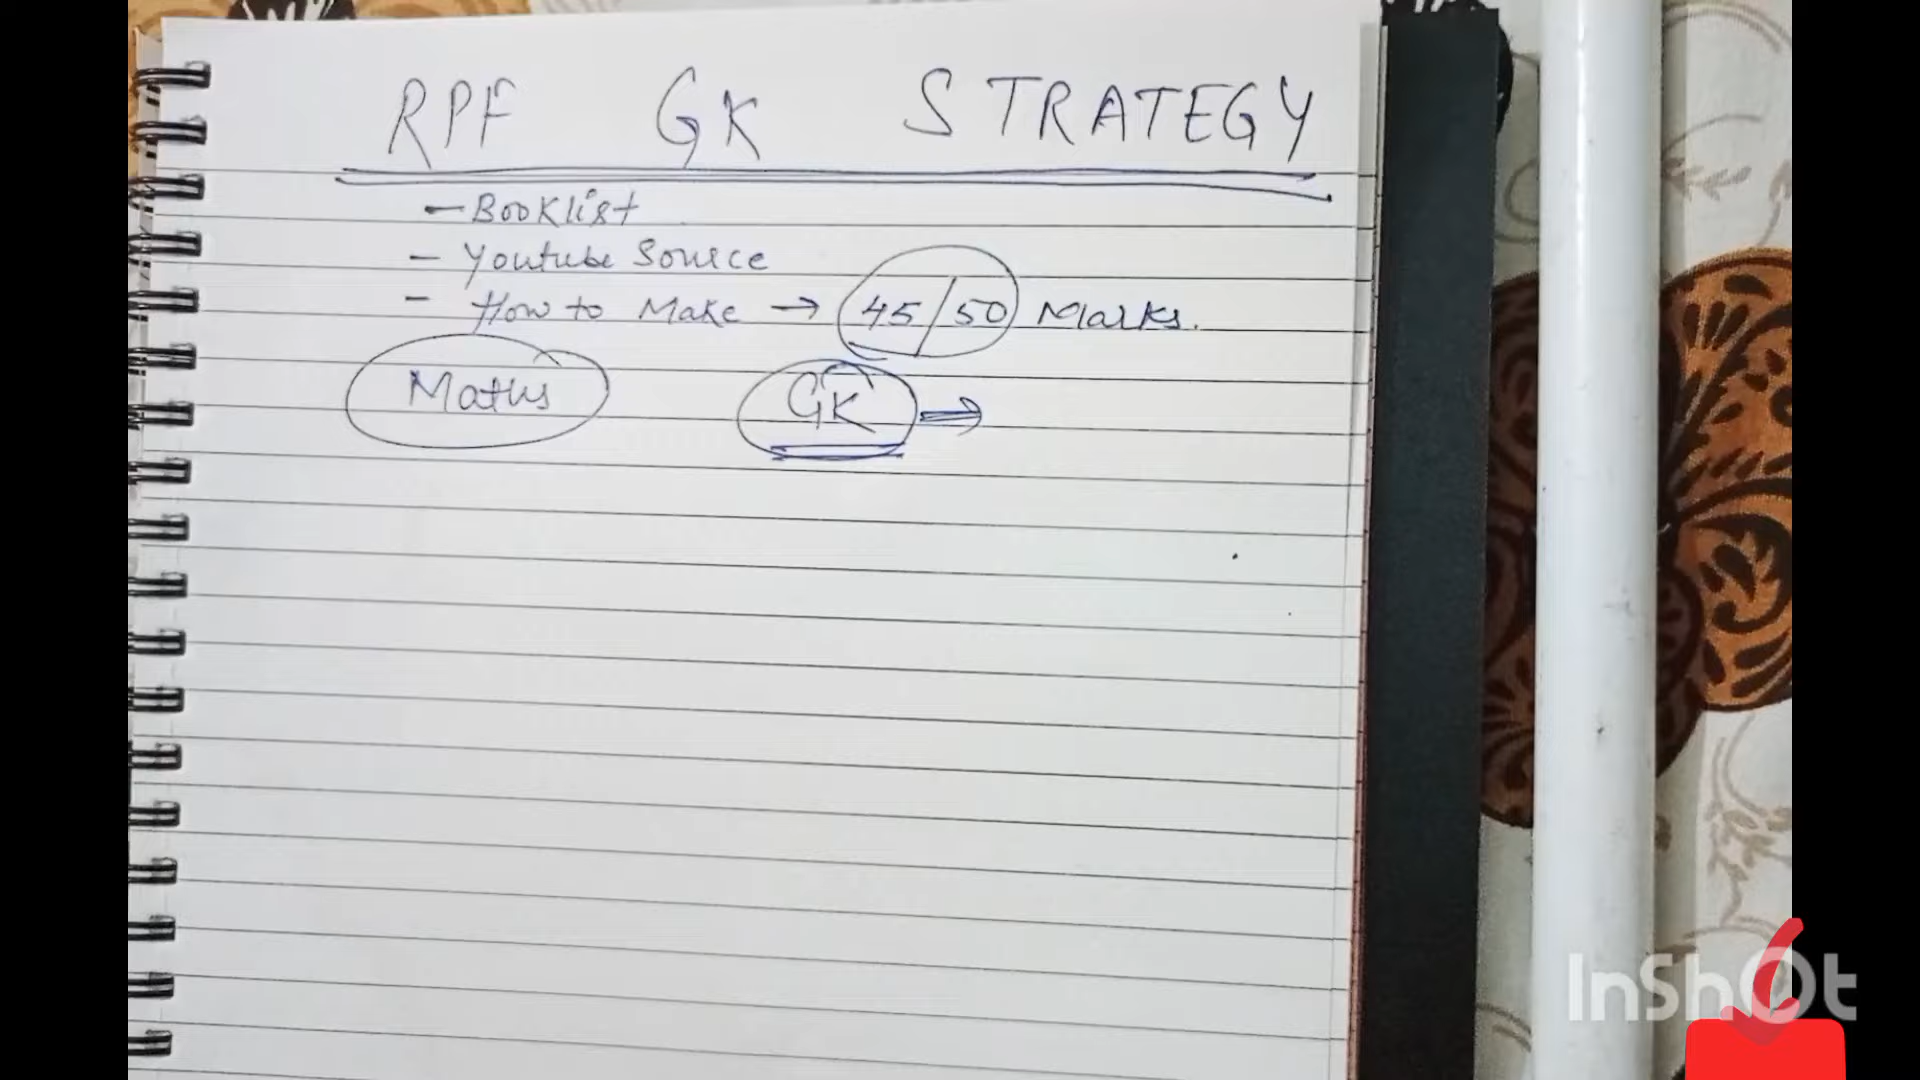 RPF GK STRATEGY
- Booklist
- Youtube Source
- How to Make → 45/50 Marks.
Maths GK ⇒
InShot